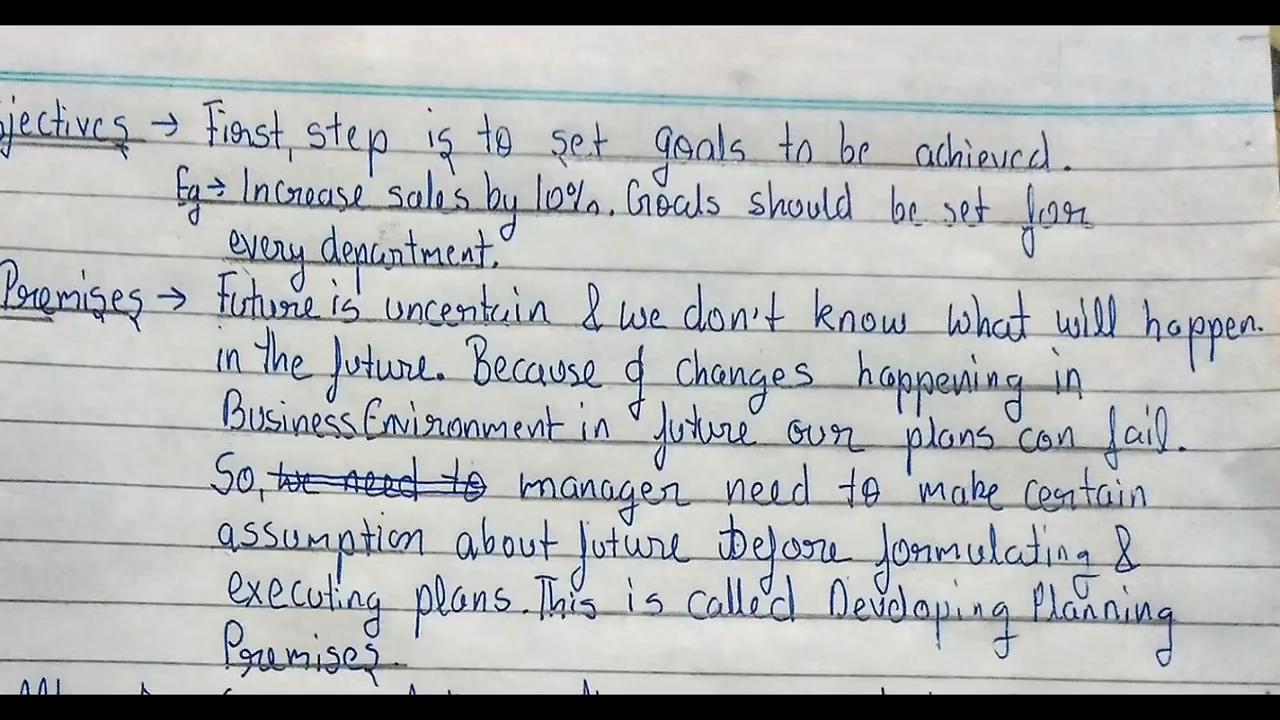 jectives → First, step is to set goals to be achieved.
Eg → Increase sales by 10%. Goals should be set for
every department.
Premises → Future is uncertain & we don't know what will happen.
in the future. Because of changes happening in
Business Environment in future our plans can fail.
So, we need to manager need to make certain
assumption about future before formulating &
executing plans. This is called Developing Planning
Premises.